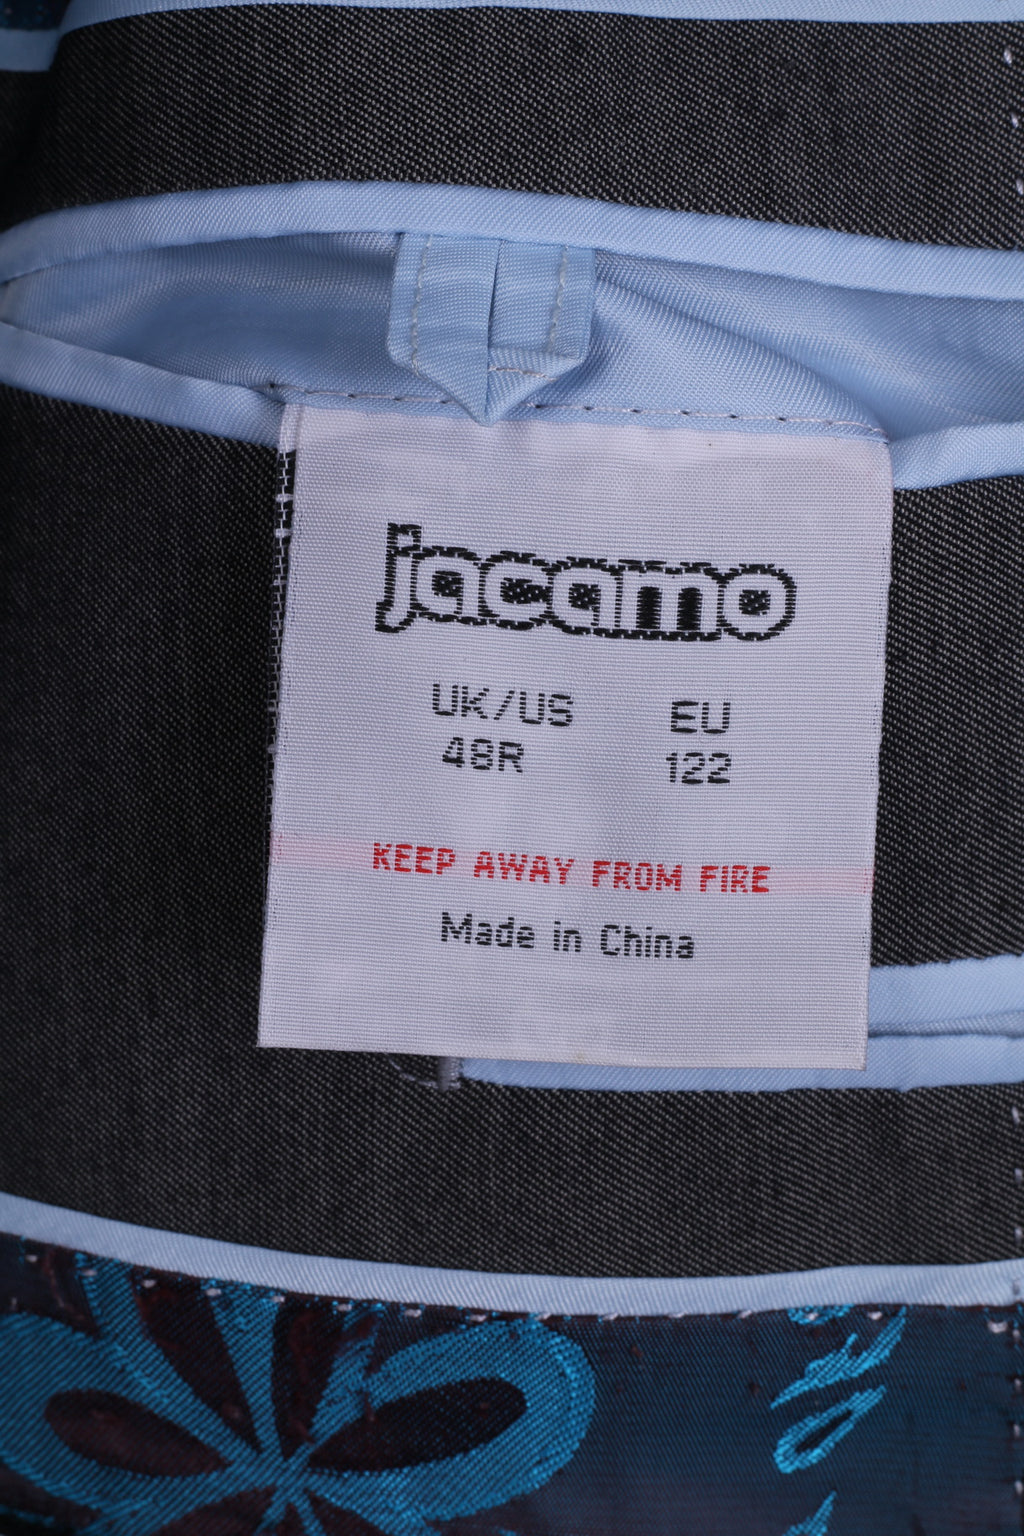 jacamo
UK/US EU
48R 122
KEEP AWAY FROM FIRE
Made in China